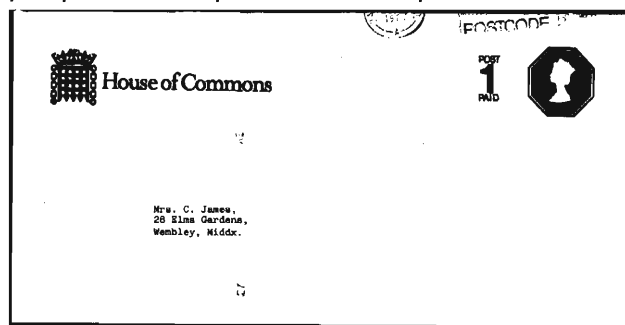 POSTCODE
House of Commons
POST
1
PAID
Mrs. C. James,
28 Elms Gardens,
Wembley, Middx.